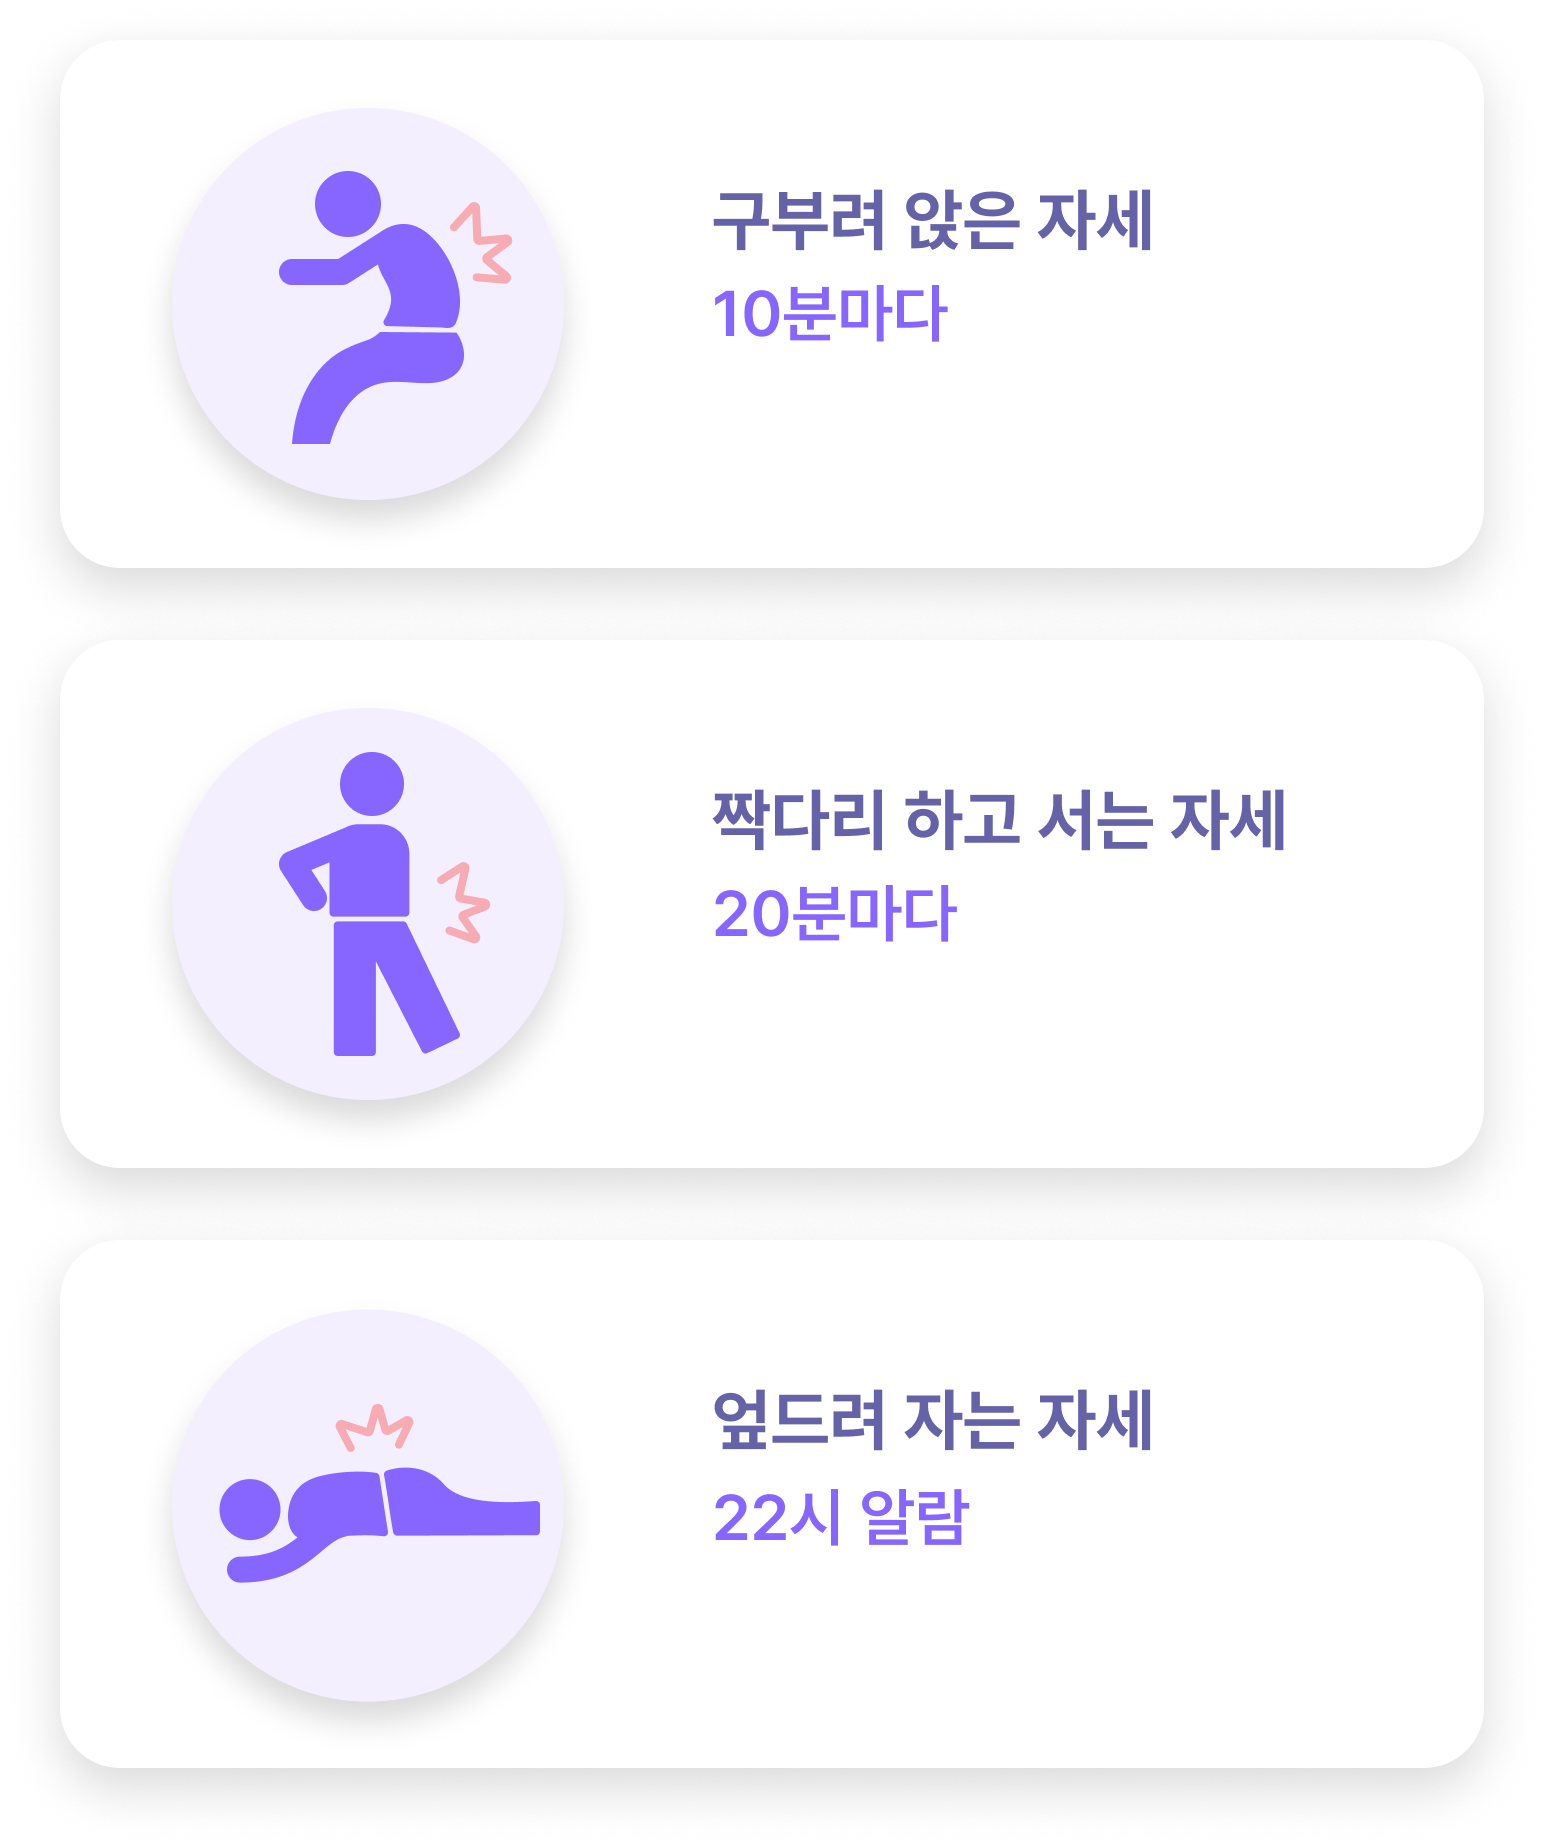 구부려 앉은 자세
10분마다
짝다리 하고 서는 자세
20분마다
엎드려 자는 자세
22시 알람